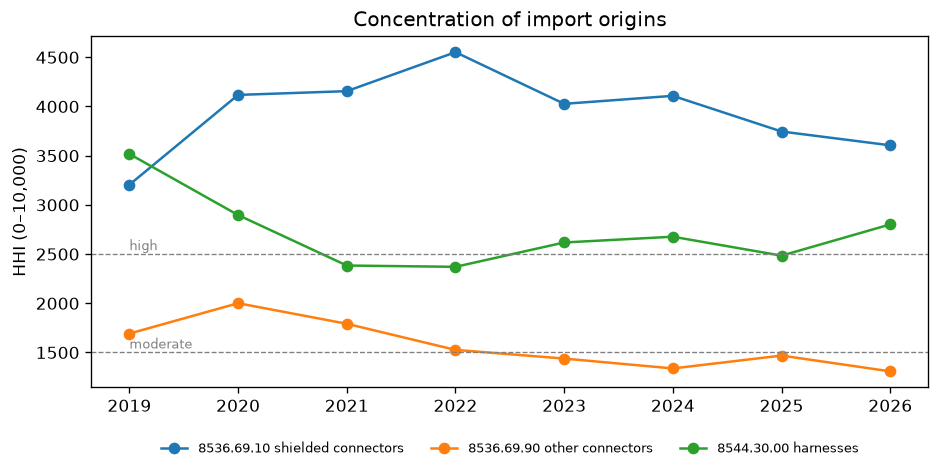 Concentration of import origins
HHI (0–10,000)
4500
4000
3500
3000
2500
2000
1500
high
moderate
2019 2020 2021 2022 2023 2024 2025 2026
8536.69.10 shielded connectors 8536.69.90 other connectors 8544.30.00 harnesses